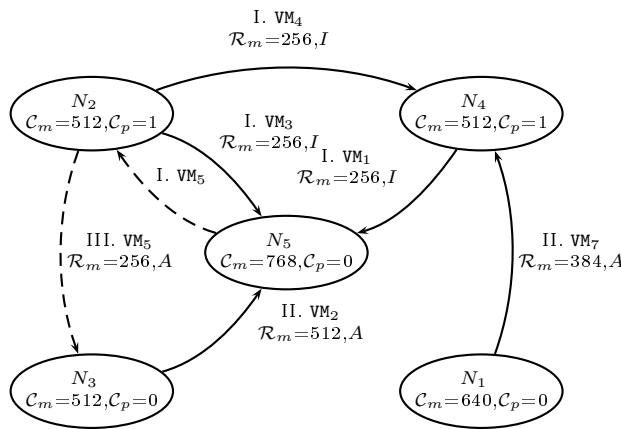 I. VM₄
ℛₘ=256,I
N₂
𝒞ₘ=512,𝒞ₚ=1
N₄
𝒞ₘ=512,𝒞ₚ=1
I. VM₃
ℛₘ=256,I
I. VM₁
ℛₘ=256,I
I. VM₅
III. VM₅
ℛₘ=256,A
N₅
𝒞ₘ=768,𝒞ₚ=0
II. VM₇
ℛₘ=384,A
II. VM₂
ℛₘ=512,A
N₃
𝒞ₘ=512,𝒞ₚ=0
N₁
𝒞ₘ=640,𝒞ₚ=0